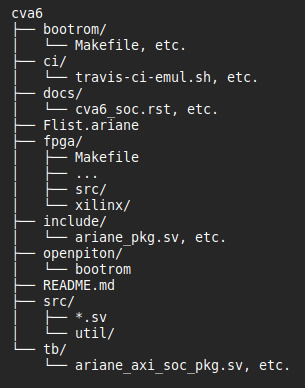 cva6
├── bootrom/
│   └── Makefile, etc.
├── ci/
│   └── travis-ci-emul.sh, etc.
├── docs/
│   └── cva6_soc.rst, etc.
├── Flist.ariane
├── fpga/
│   ├── Makefile
│   ├── ...
│   ├── src/
│   └── xilinx/
├── include/
│   └── ariane_pkg.sv, etc.
├── openpiton/
│   └── bootrom
├── README.md
├── src/
│   ├── *.sv
│   └── util/
└── tb/
    └── ariane_axi_soc_pkg.sv, etc.